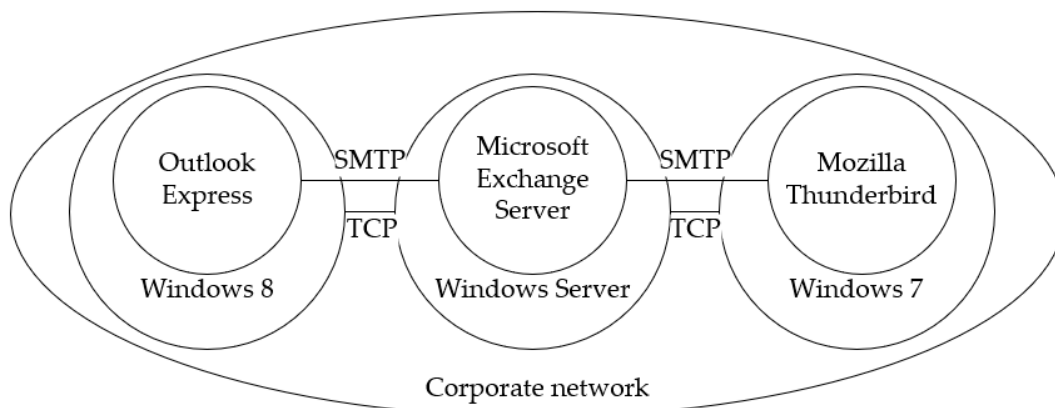 Outlook
Express
SMTP
Microsoft
Exchange
Server
SMTP
Mozilla
Thunderbird
TCP
TCP
Windows 8
Windows Server
Windows 7
Corporate network